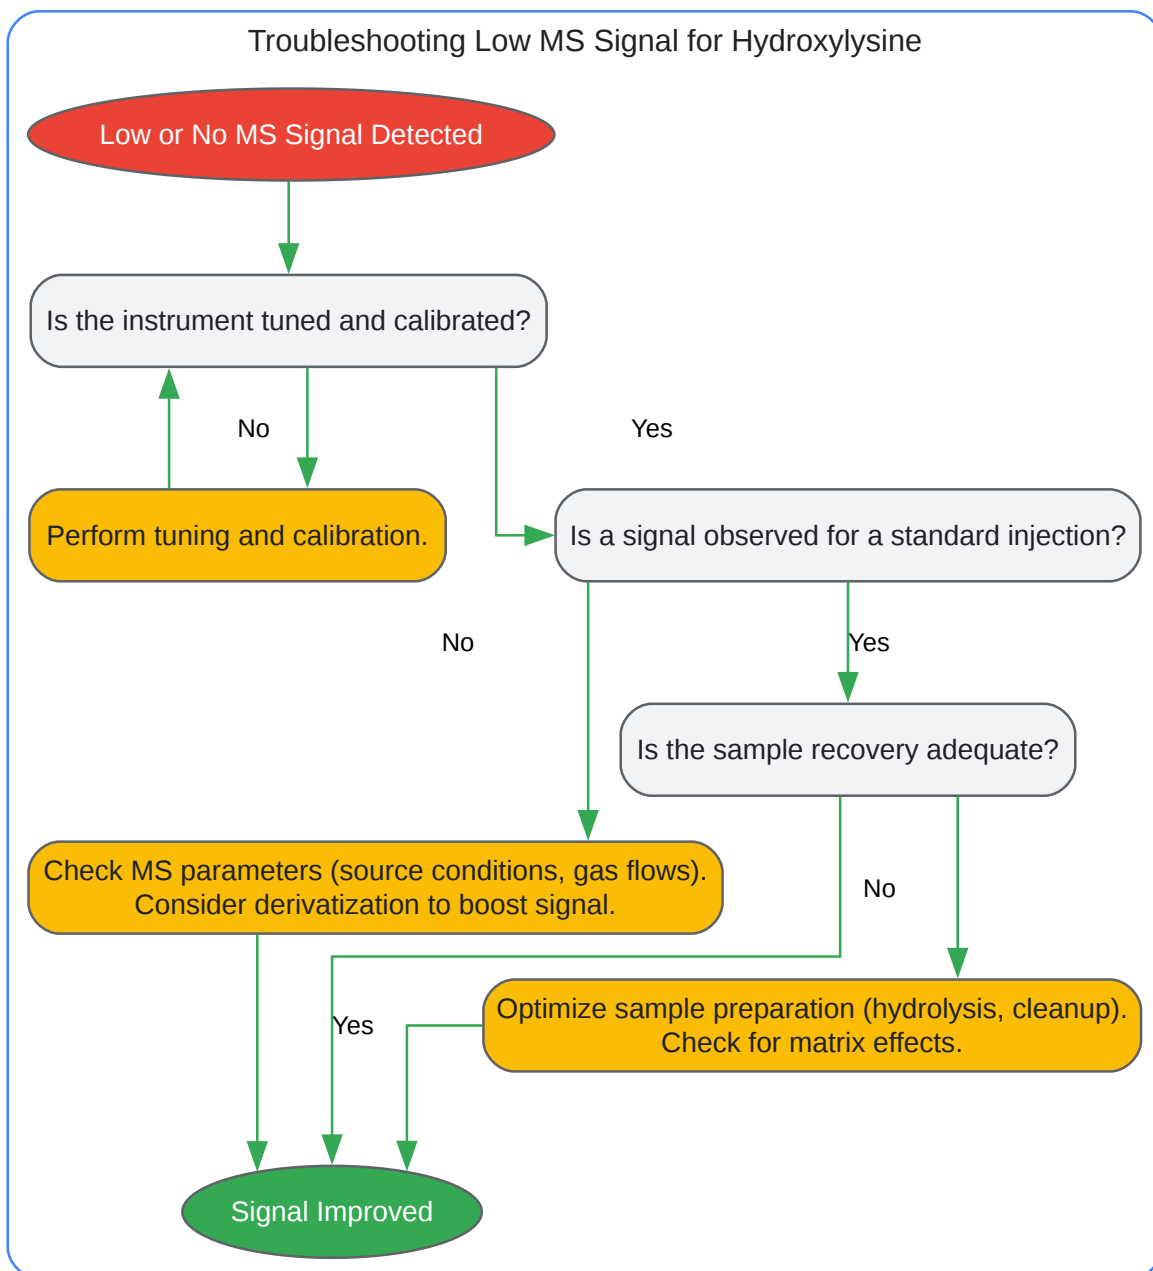 Troubleshooting Low MS Signal for Hydroxylysine
Low or No MS Signal Detected
Is the instrument tuned and calibrated?
No
Yes
Perform tuning and calibration.
Is a signal observed for a standard injection?
No
Yes
Is the sample recovery adequate?
Check MS parameters (source conditions, gas flows).
Consider derivatization to boost signal.
No
Optimize sample preparation (hydrolysis, cleanup).
Check for matrix effects.
Yes
Signal Improved